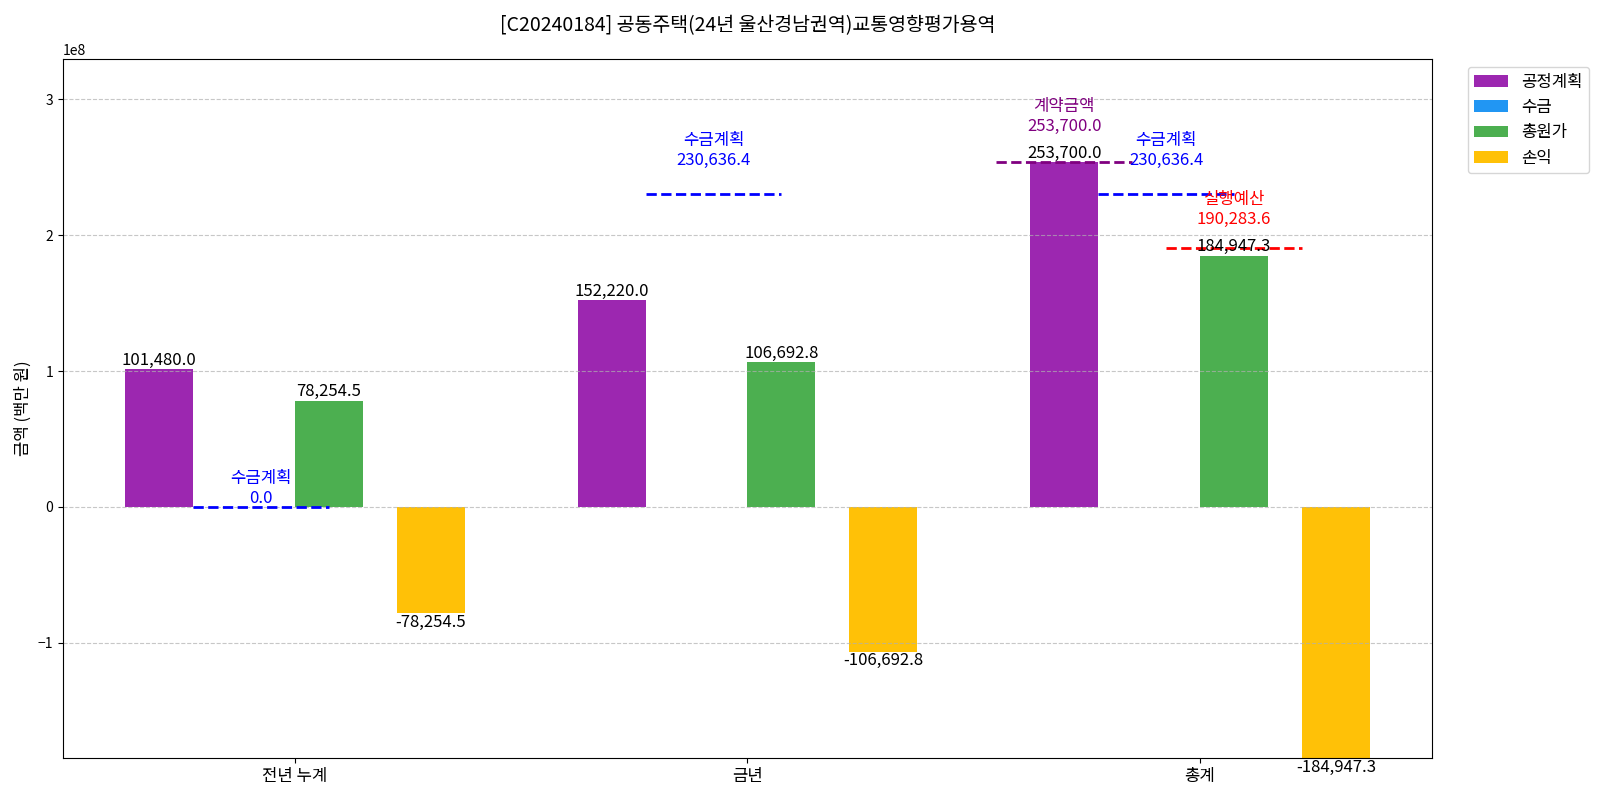 [C20240184] 공동주택(24년 울산경남권역)교통영향평가용역
1e8
공정계획
수금
총원가
손익
금액 (백만 원)
3
2
1
0
−1
101,480.0
수금계획
0.0
78,254.5
-78,254.5
152,220.0
수금계획
230,636.4
106,692.8
-106,692.8
계약금액
253,700.0
253,700.0
수금계획
230,636.4
실행예산
190,283.6
184,947.3
-184,947.3
전년 누계
금년
총계